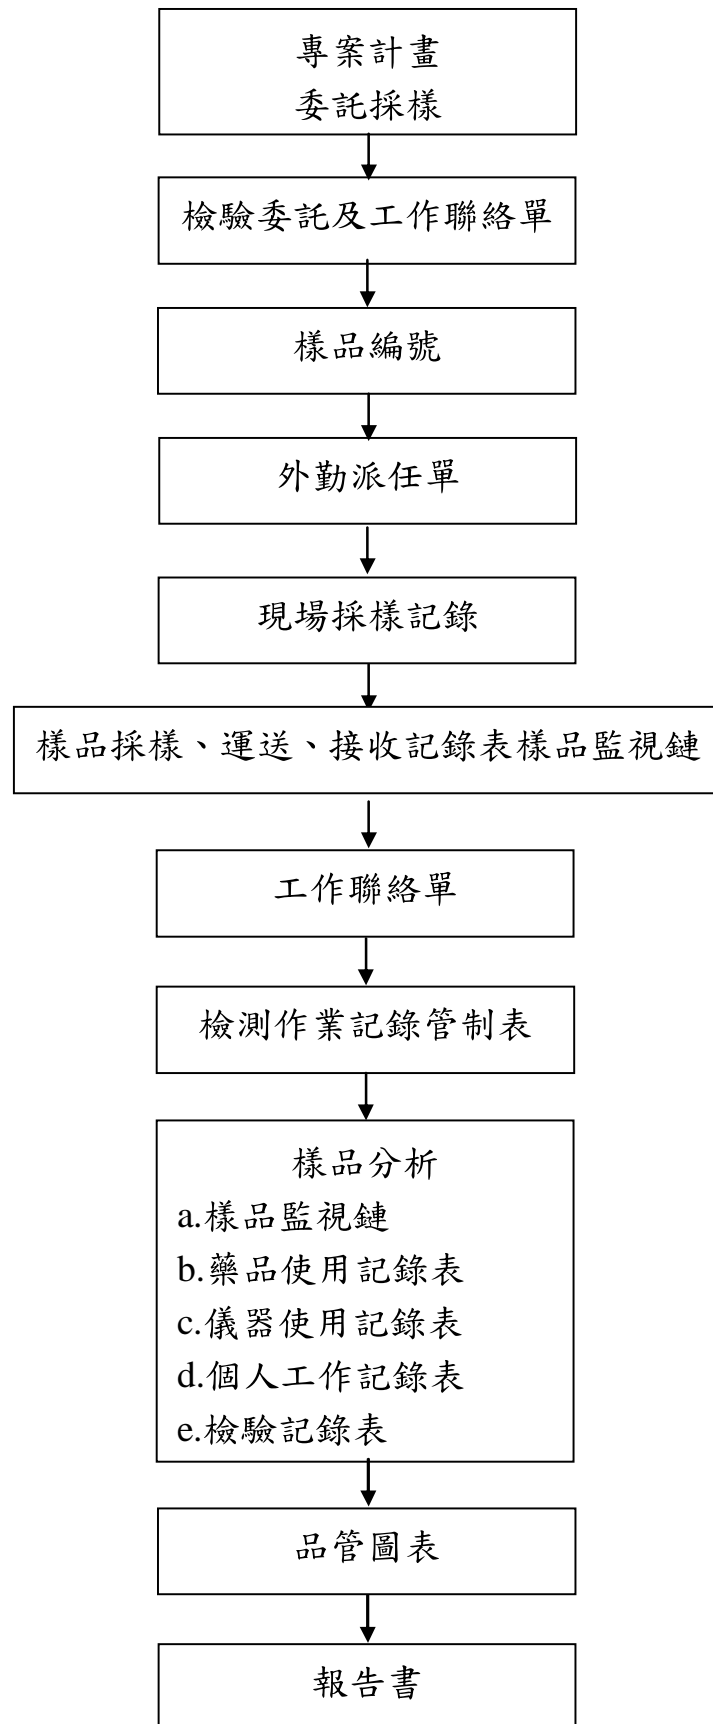 專案計畫
委託採樣
檢驗委託及工作聯絡單
樣品編號
外勤派任單
現場採樣記錄
樣品採樣、運送、接收記錄表樣品監視鏈
工作聯絡單
檢測作業記錄管制表
樣品分析
a.樣品監視鏈
b.藥品使用記錄表
c.儀器使用記錄表
d.個人工作記錄表
e.檢驗記錄表
品管圖表
報告書